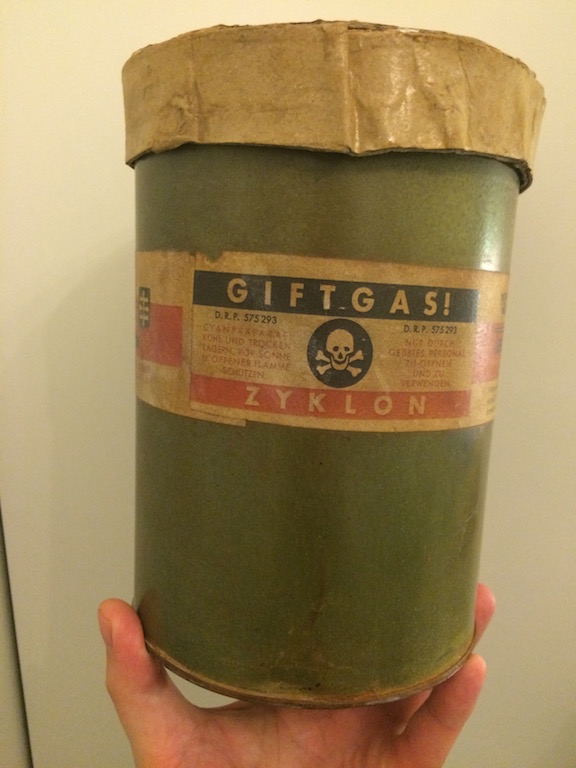 GIFTGAS!
D.R.P. 575293
CYANPRÄPARAT
KÜHL UND TROCKEN
LAGERN, VOR SONNE
U. OFFENER FLAMME
SCHÜTZEN.
D.R.P. 575293
NUR DURCH
GEÜBTES PERSONAL
ZU ÖFFNEN
UND ZU
VERWENDEN.
ZYKLON